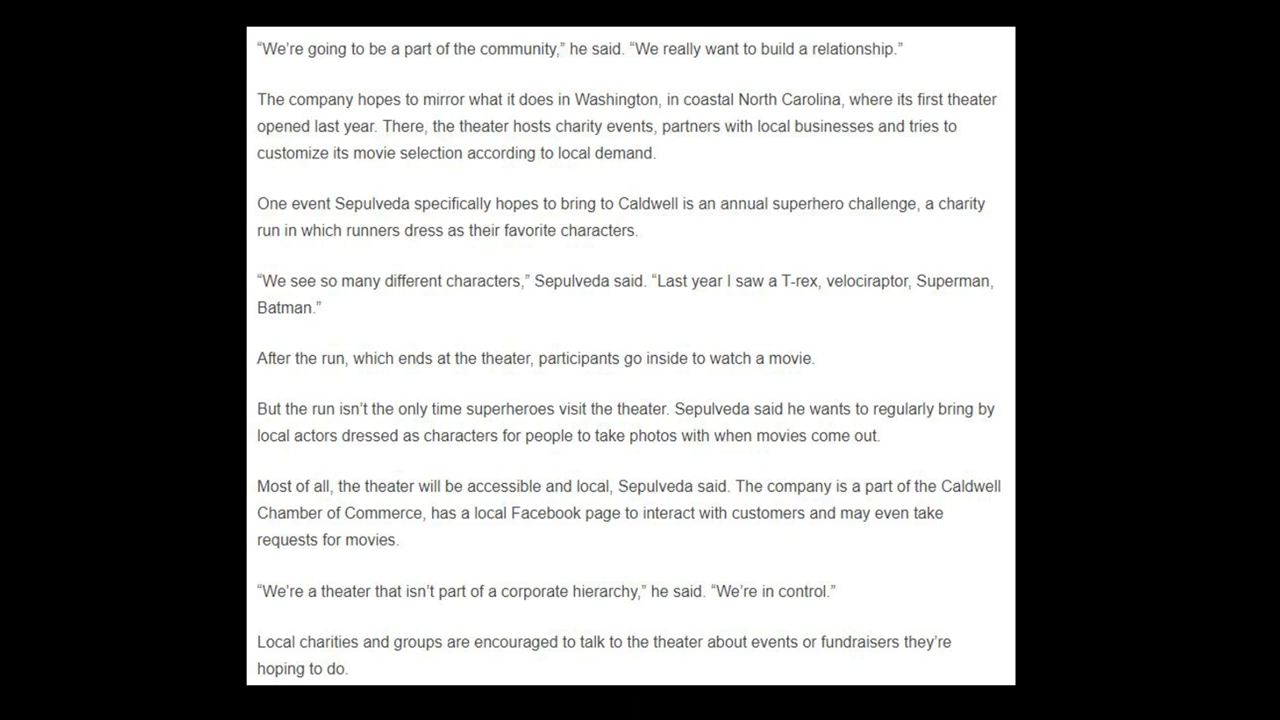 “We’re going to be a part of the community,” he said. “We really want to build a relationship.”
The company hopes to mirror what it does in Washington, in coastal North Carolina, where its first theater
opened last year. There, the theater hosts charity events, partners with local businesses and tries to
customize its movie selection according to local demand.
One event Sepulveda specifically hopes to bring to Caldwell is an annual superhero challenge, a charity
run in which runners dress as their favorite characters.
“We see so many different characters,” Sepulveda said. “Last year I saw a T-rex, velociraptor, Superman,
Batman.”
After the run, which ends at the theater, participants go inside to watch a movie.
But the run isn’t the only time superheroes visit the theater. Sepulveda said he wants to regularly bring by
local actors dressed as characters for people to take photos with when movies come out.
Most of all, the theater will be accessible and local, Sepulveda said. The company is a part of the Caldwell
Chamber of Commerce, has a local Facebook page to interact with customers and may even take
requests for movies.
“We’re a theater that isn’t part of a corporate hierarchy,” he said. “We’re in control.”
Local charities and groups are encouraged to talk to the theater about events or fundraisers they’re
hoping to do.